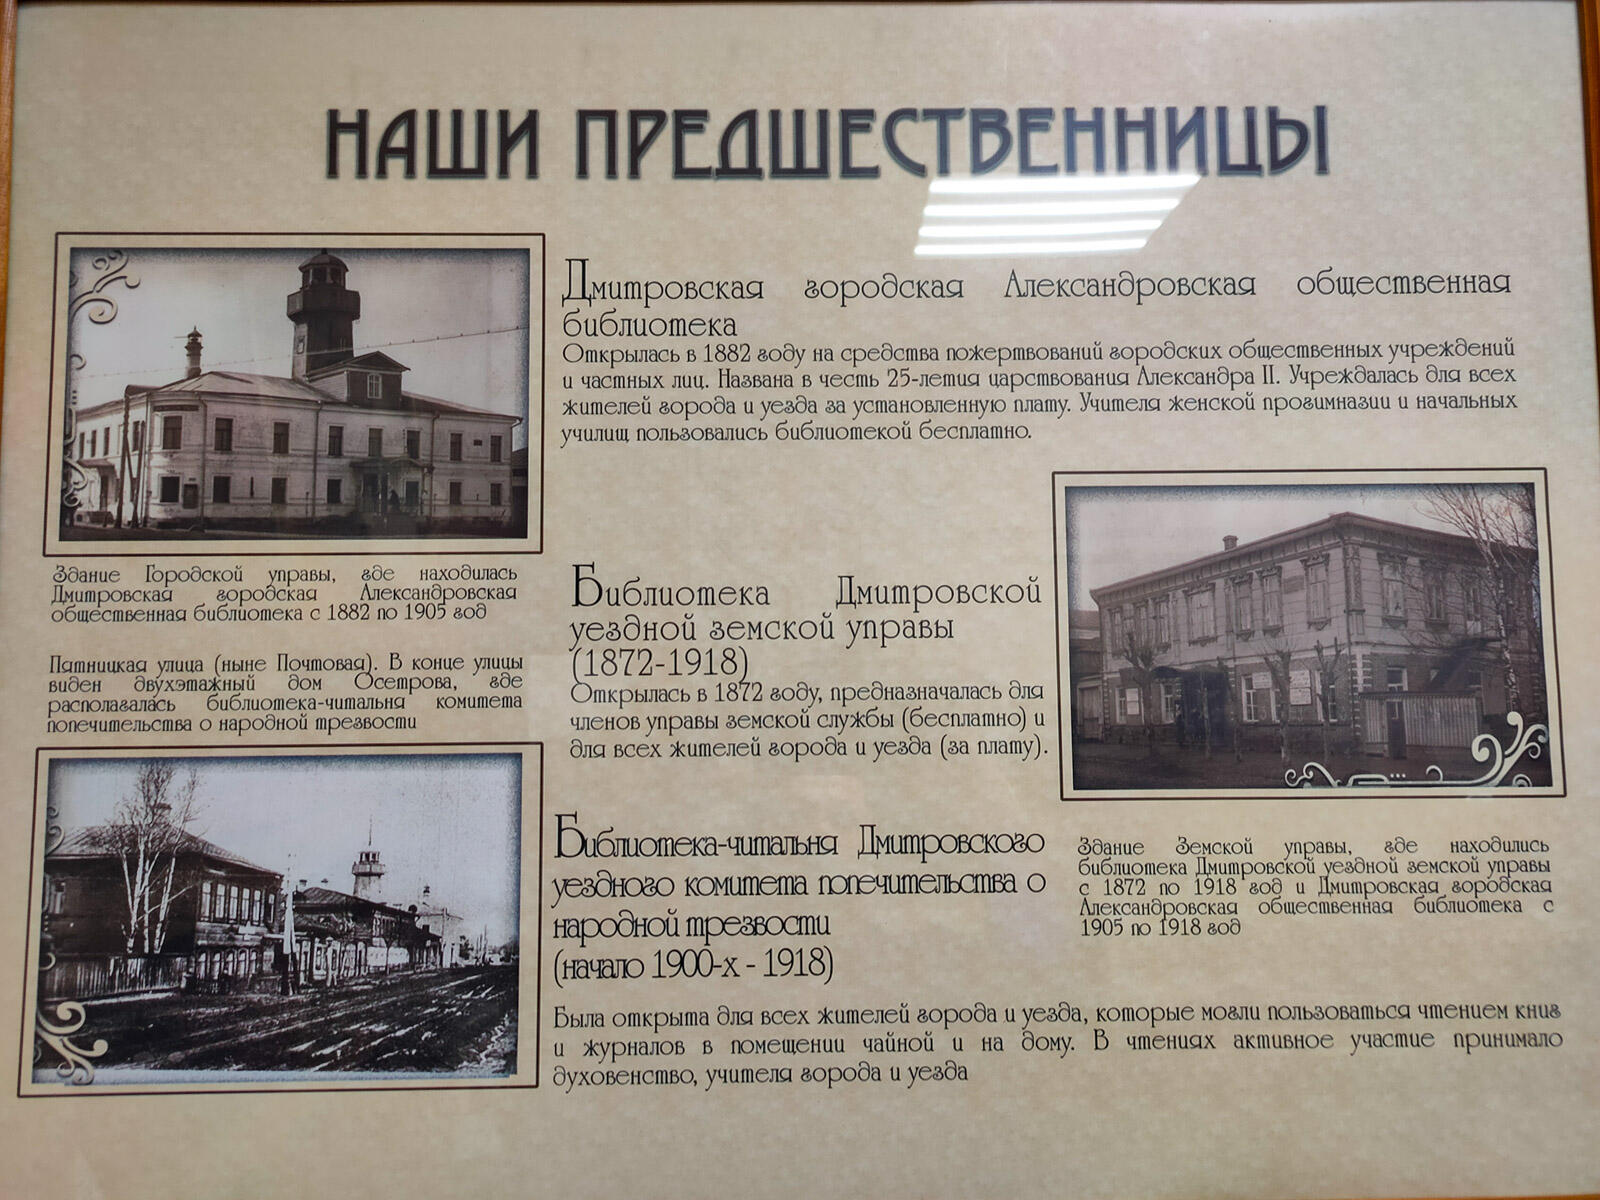 НАШИ ПРЕДШЕСТВЕННИЦЫ
Дмитровская городская Александровская общественная
библиотека
Открылась в 1882 году на средства пожертвований городских общественных учреждений
и частных лиц. Названа в честь 25-летия царствования Александра II. Учреждалась для всех
жителей города и уезда за установленную плату. Учителя женской прогимназии и начальных
училищ пользовались библиотекой бесплатно.
Здание Городской управы, где находилась
Дмитровская городская Александровская
общественная библиотека с 1882 по 1905 год
Пятницкая улица (ныне Почтовая). В конце улицы
виден двухэтажный дом Осетрова, где
располагалась библиотека-читальня комитета
попечительства о народной трезвости
Библиотека Дмитровской
уездной земской управы
(1872-1918)
Открылась в 1872 году, предназначалась для
членов управы земской службы (бесплатно) и
для всех жителей города и уезда (за плату).
Здание Земской управы, где находились
библиотека Дмитровской уездной земской управы
с 1872 по 1918 год и Дмитровская городская
Александровская общественная библиотека с
1905 по 1918 год
Библиотека-читальня Дмитровского
уездного комитета попечительства о
народной трезвости
(начало 1900-х - 1918)
Была открыта для всех жителей города и уезда, которые могли пользоваться чтением книг
и журналов в помещении чайной и на дому. В чтениях активное участие принимало
духовенство, учителя города и уезда